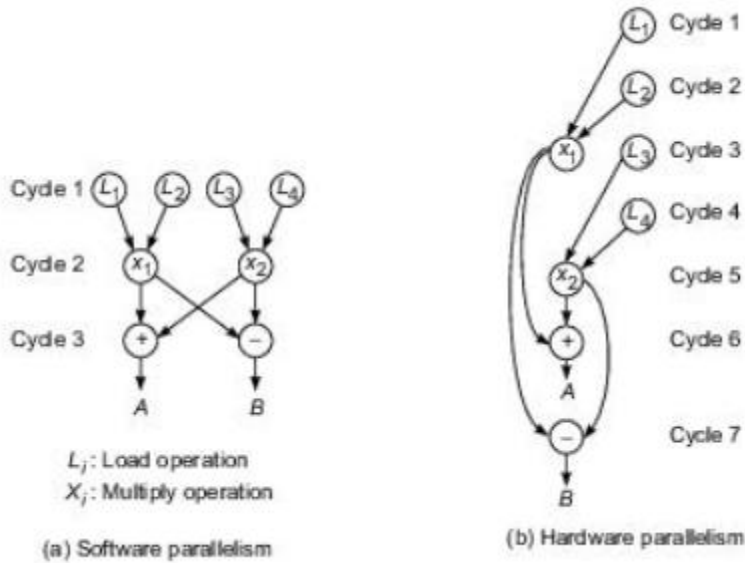 Cycle 1 L1 L2 L3 L4
Cycle 2 x1 x2
Cycle 3 + −
A B
Lj : Load operation
Xj : Multiply operation
(a) Software parallelism
L1 Cycle 1
L2 Cycle 2
x1 L3 Cycle 3
L4 Cycle 4
x2 Cycle 5
+ Cycle 6
A
− Cycle 7
B
(b) Hardware parallelism